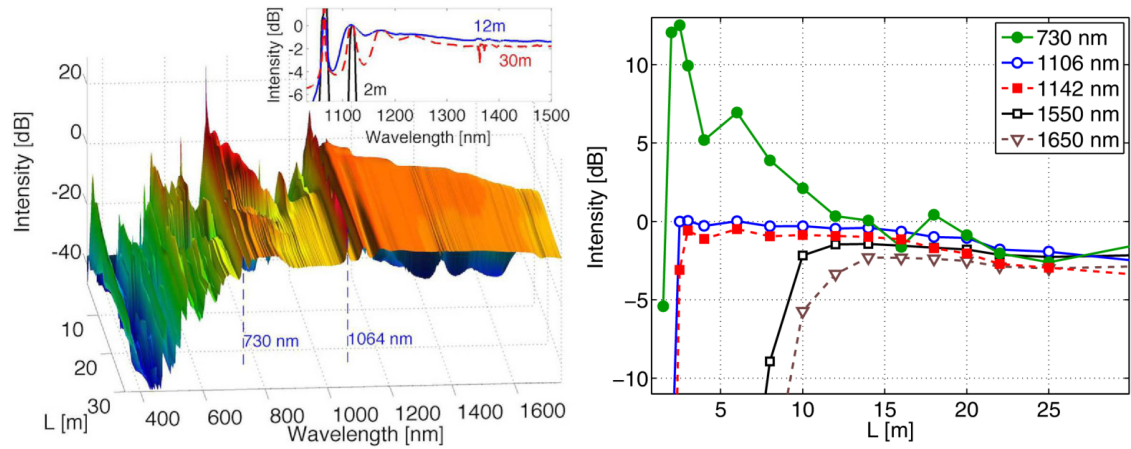 Intensity [dB]
20
0
-20
-40
10
20
30
L [m]
400
600
800
1000
1200
1400
1600
Wavelength [nm]
730 nm
1064 nm
Intensity [dB]
0
-2
-4
-6
12m
30m
2m
1100 1200 1300 1400 1500
Wavelength [nm]
Intensity [dB]
10
5
0
−5
−10
5 10 15 20 25
L [m]
730 nm
1106 nm
1142 nm
1550 nm
1650 nm